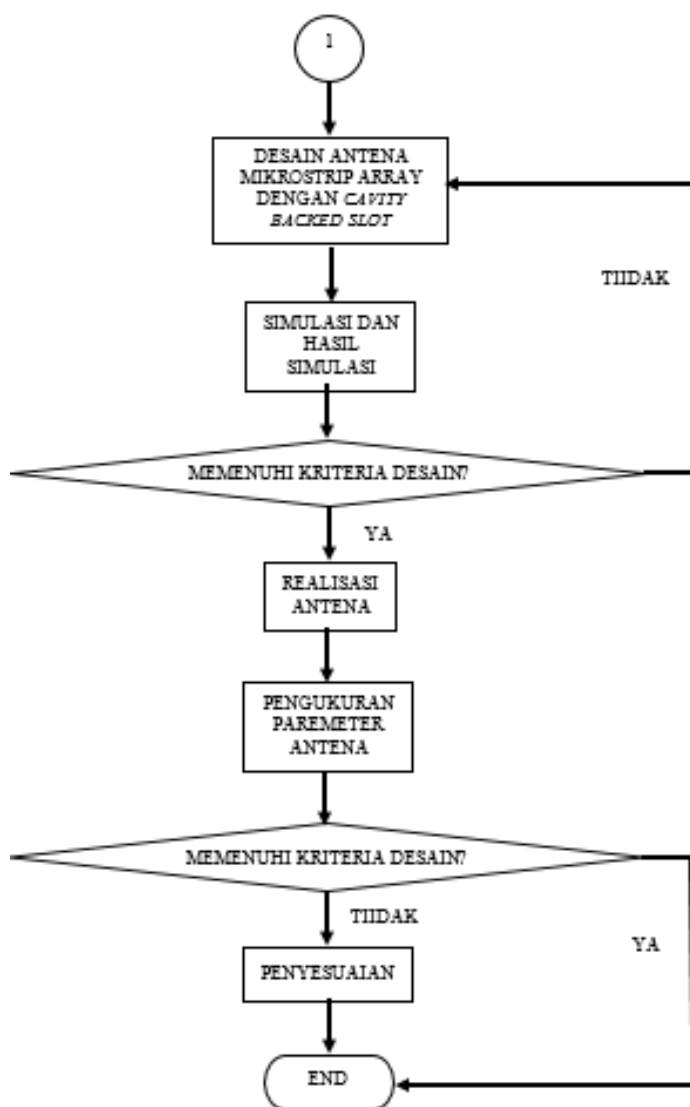 1
DESAIN ANTENA
MIKROSTRIP ARRAY
DENGAN CAVITY
BACKED SLOT
TIIDAK
SIMULASI DAN
HASIL
SIMULASI
MEMENUHI KRITERIA DESAIN?
YA
REALISASI
ANTENA
PENGUKURAN
PAREMETER
ANTENA
MEMENUHI KRITERIA DESAIN?
TIIDAK
YA
PENYESUAIAN
END